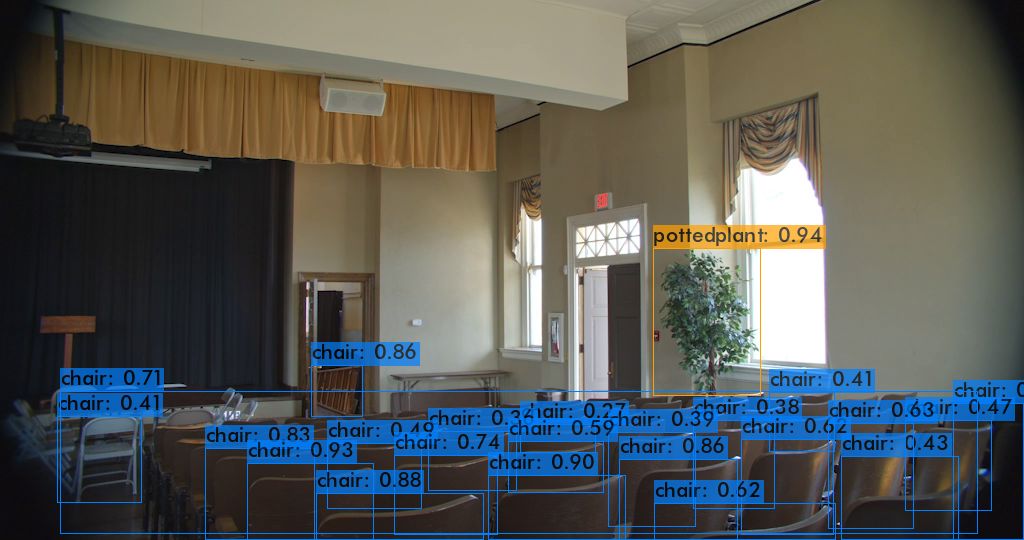 EXIT
pottedplant: 0.94
chair: 0.86
chair: 0.71
chair: 0.41
chair: 0.41
chair: 0.34
chair: 0.27
chair: 0.39
chair: 0.38
chair: 0.63
0.47
chair: 0.83
chair: 0.49
chair: 0.59
chair: 0.62
chair: 0.93
chair: 0.74
chair: 0.86
chair: 0.43
chair: 0.90
chair: 0.88
chair: 0.62